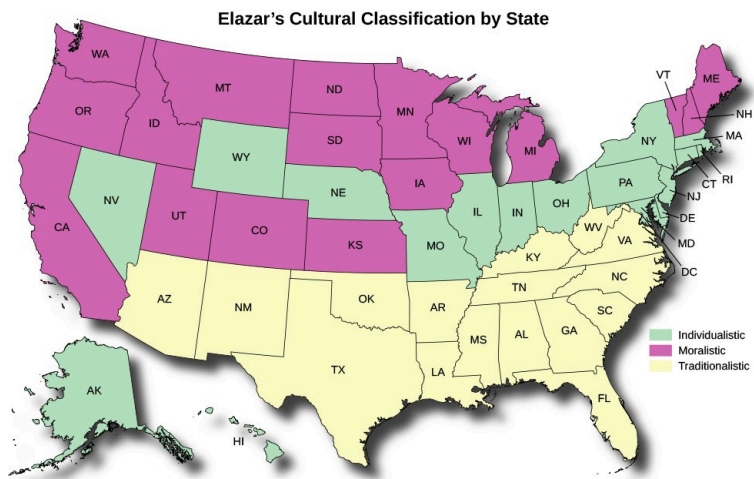 Elazar's Cultural Classification by State
WA
MT
ND
MN
VT
ME
OR
ID
SD
WI
MI
NY
NH
MA
WY
IA
PA
RI
CT
NV
NE
IL
IN
OH
NJ
UT
CO
KS
MO
WV
VA
DE
MD
DC
CA
KY
AZ
NM
OK
AR
TN
NC
SC
MS
AL
GA
TX
LA
FL
AK
HI
Individualistic
Moralistic
Traditionalistic